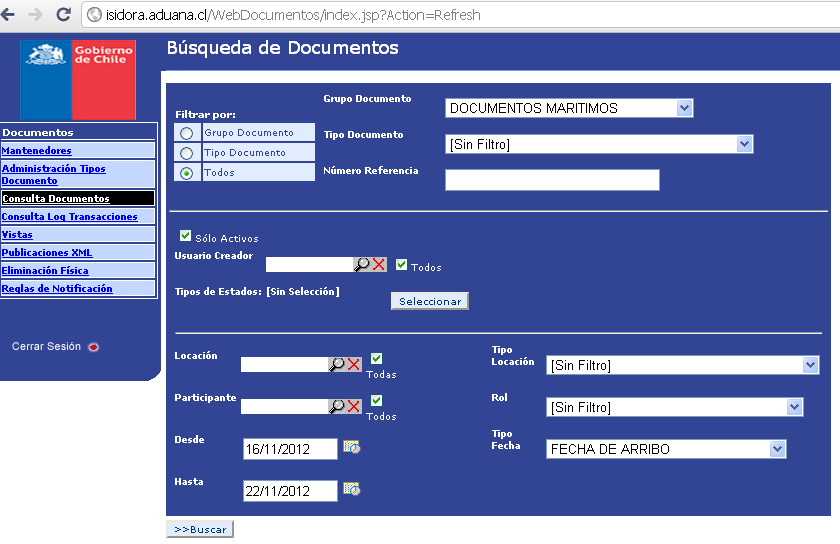 isidora.aduana.cl/WebDocumentos/index.jsp?Action=Refresh
Gobierno
de Chile
Búsqueda de Documentos
Documentos
Mantenedores
Administración Tipos
Documento
Consulta Documentos
Consulta Log Transacciones
Vistas
Publicaciones XML
Eliminación Física
Reglas de Notificación
Cerrar Sesión
Filtrar por:
Grupo Documento
Tipo Documento
Todos
Grupo Documento
DOCUMENTOS MARITIMOS
Tipo Documento
[Sin Filtro]
Número Referencia
Sólo Activos
Usuario Creador
Todos
Tipos de Estados: [Sin Selección]
Seleccionar
Locación
Todas
Tipo
Locación
[Sin Filtro]
Participante
Todos
Rol
[Sin Filtro]
Desde
16/11/2012
Tipo
Fecha
FECHA DE ARRIBO
Hasta
22/11/2012
>>Buscar